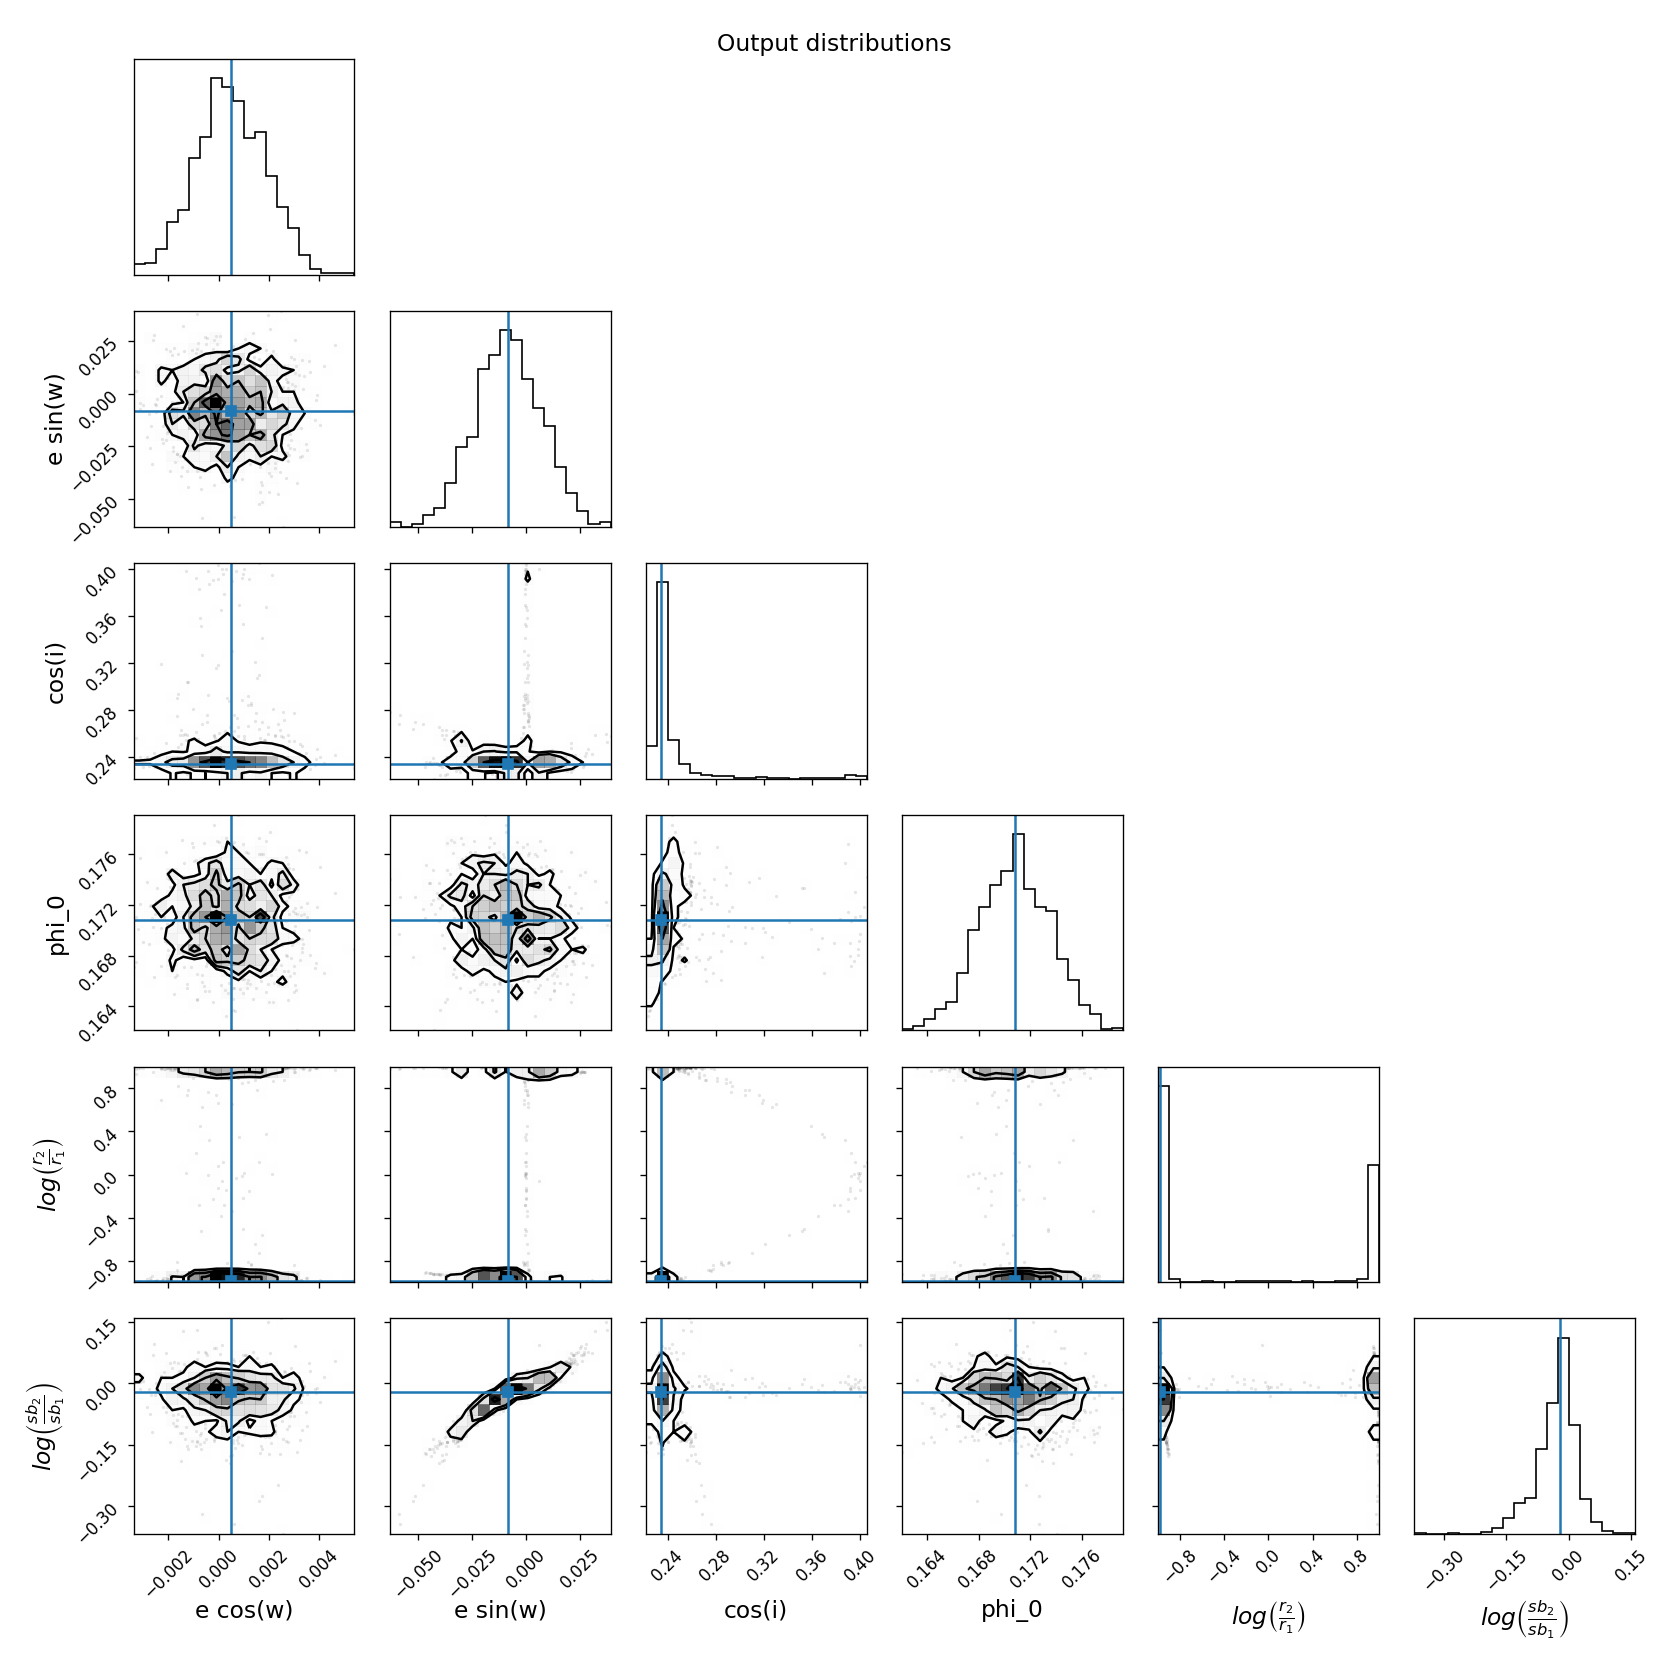 Output distributions
e sin(w)
0.025
0.000
−0.025
−0.050
cos(i)
0.40
0.36
0.32
0.28
0.24
phi_0
0.176
0.172
0.168
0.164
log(r2/r1)
0.8
0.4
0.0
−0.4
−0.8
log(sb2/sb1)
0.15
0.00
−0.15
−0.30
−0.002 0.000 0.002 0.004
−0.050 −0.025 0.000 0.025
0.24 0.28 0.32 0.36 0.40
0.164 0.168 0.172 0.176
−0.8 −0.4 0.0 0.4 0.8
−0.30 −0.15 0.00 0.15
e cos(w)
e sin(w)
cos(i)
phi_0
log(r2/r1)
log(sb2/sb1)